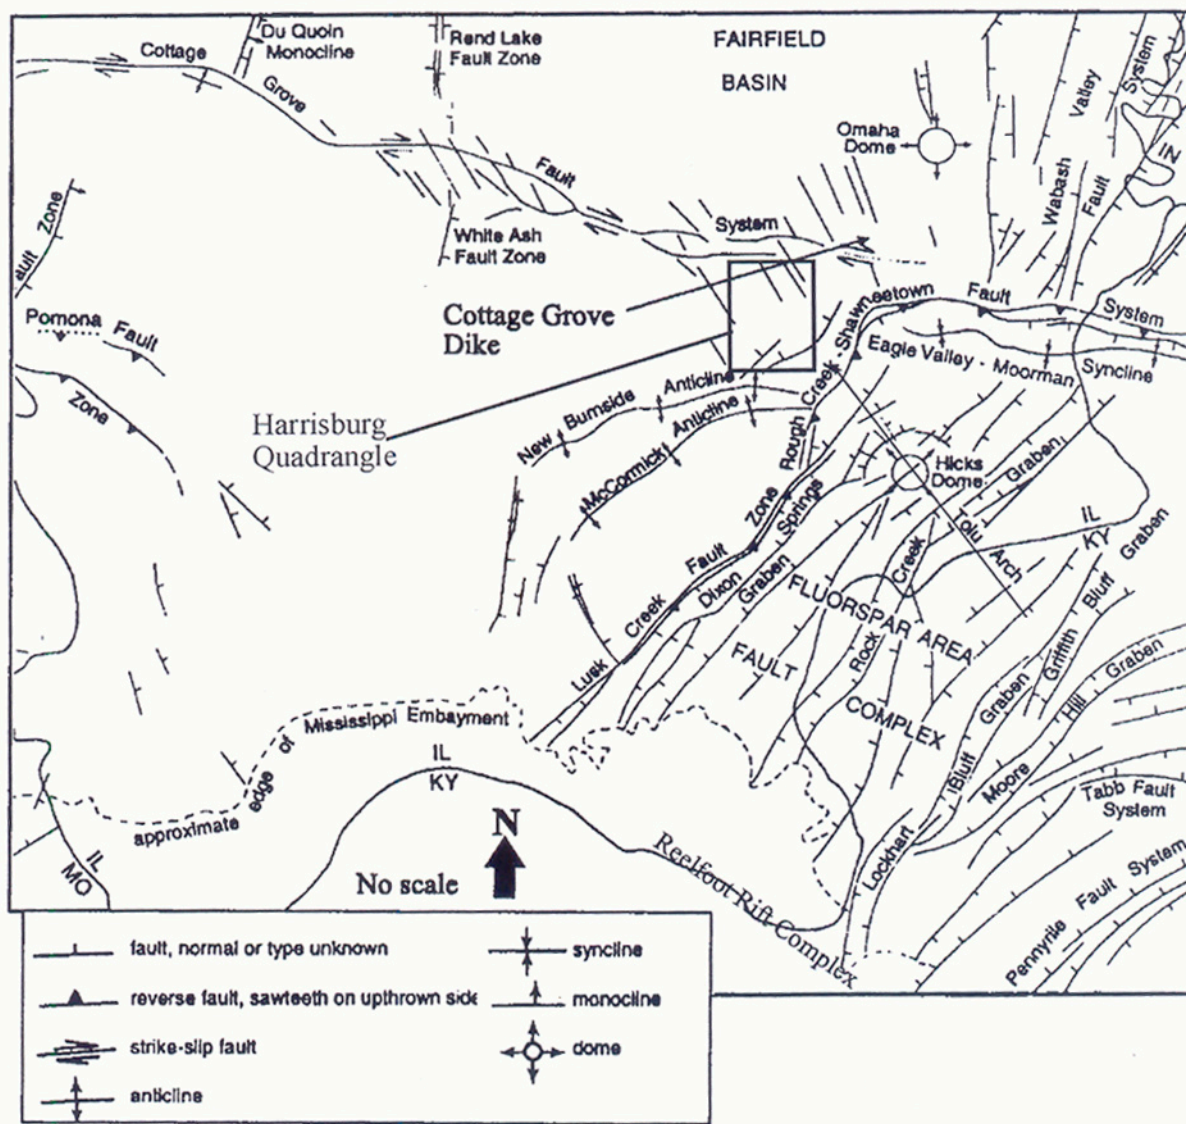 Du Quoin
Monocline
Rend Lake
Fault Zone
FAIRFIELD
BASIN
Cottage
Grove
Fault
System
Omaha
Dome
Wabash
Valley
Fault
System
IN
ault Zone
White Ash
Fault Zone
Pomona Fault
Zone
Cottage Grove
Dike
Harrisburg
Quadrangle
Rough Creek - Shawneetown
Fault
System
Eagle Valley - Moorman
Syncline
New Burnside Anticline
McCormick Anticline
Hicks
Dome
Tolu Arch
IL
KY
Lusk Creek Fault Zone
Dixon Springs
Graben
Rock Creek Graben
FLUORSPAR AREA
FAULT
COMPLEX
Griffith Bluff Graben
Lockhart Bluff Graben
Moore Hill Graben
Tabb Fault
System
Pennyrile Fault System
approximate edge of Mississippi Embayment
IL
KY
IL
MO
N
No scale
Reelfoot Rift Complex
fault, normal or type unknown
reverse fault, sawteeth on upthrown side
strike-slip fault
anticline
syncline
monocline
dome